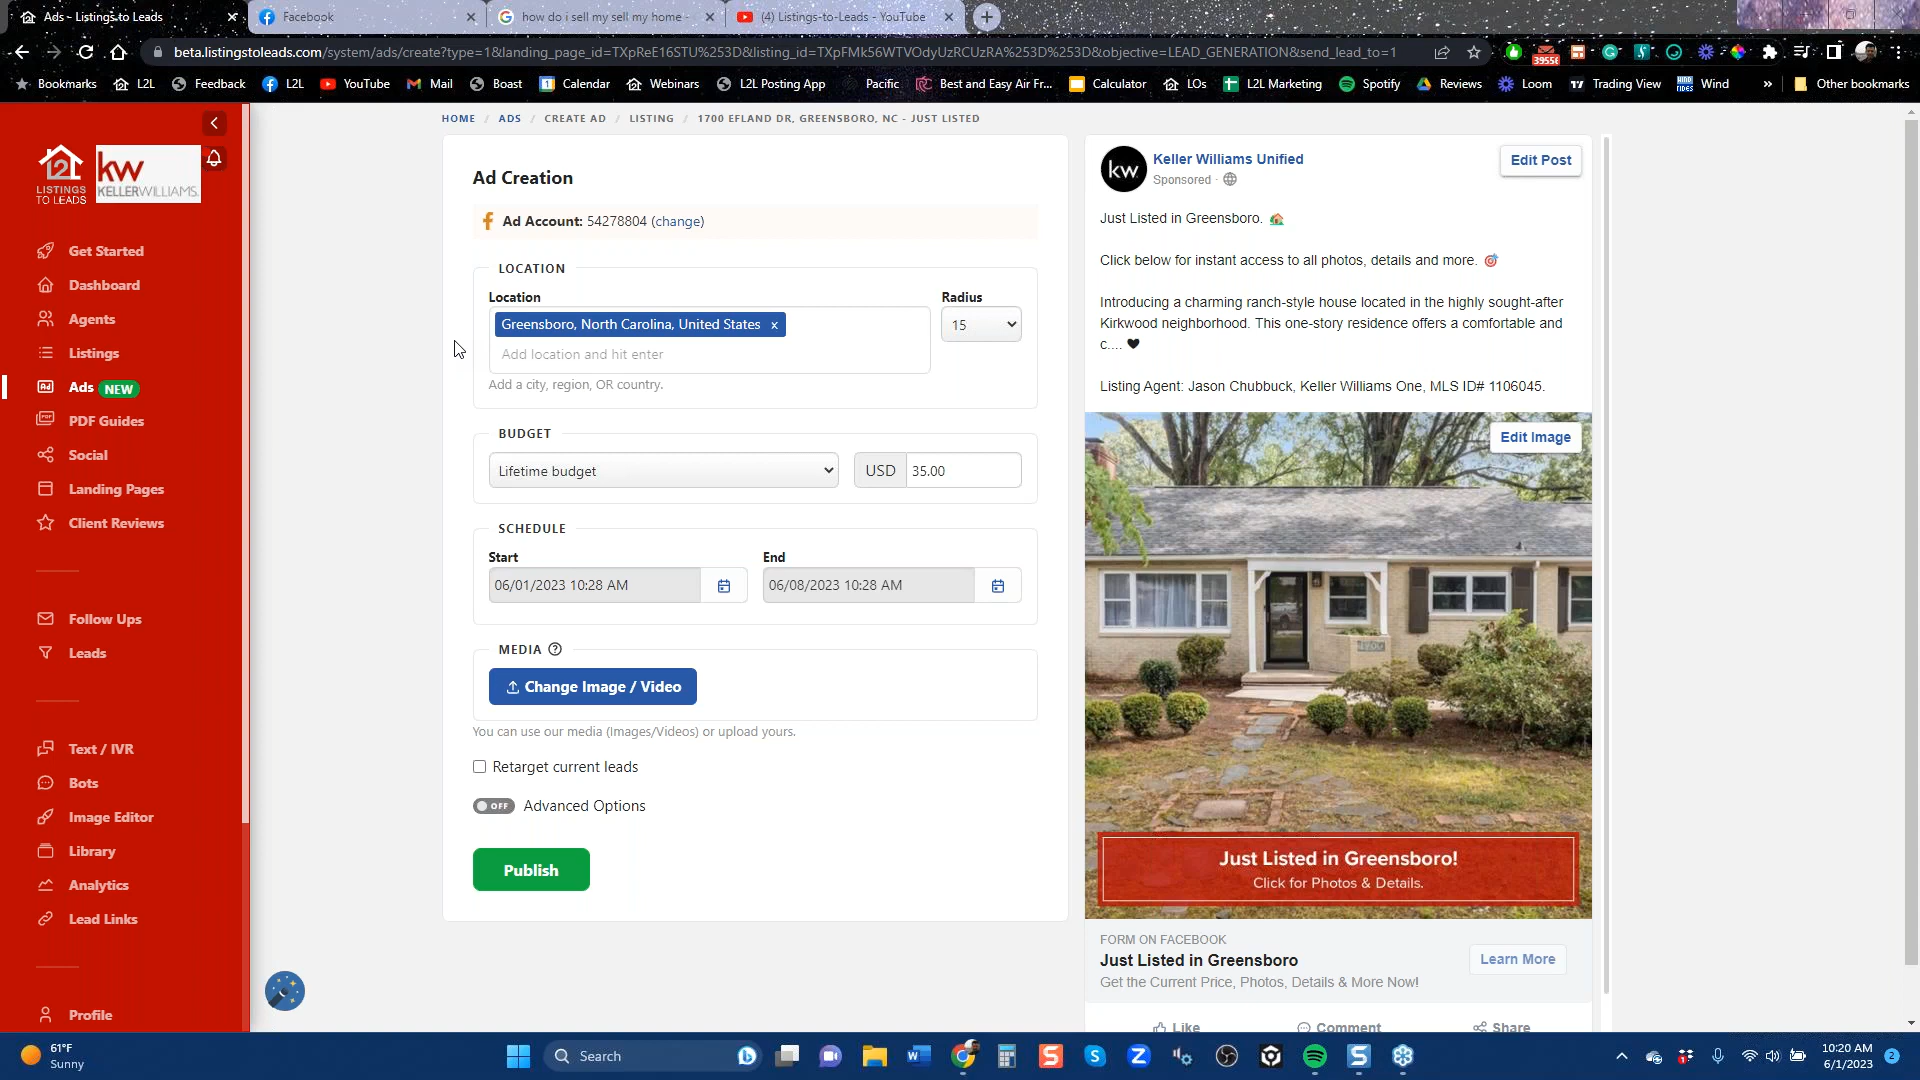 Ads - Listings to Leads
Facebook
how do i sell my sell my home -
(4) Listings-to-Leads - YouTube
beta.listingstoleads.com/system/ads/create?type=1&landing_page_id=TXpReE16STU%253D&listing_id=TXpFMk56WTVOdyUzRCUzRA%253D%253D&objective=LEAD_GENERATION&send_lead_to=1
39556
Bookmarks
L2L
Feedback
L2L
YouTube
Mail
Boast
Calendar
Webinars
L2L Posting App
Pacific
Best and Easy Air Fr...
Calculator
LOs
L2L Marketing
Spotify
Reviews
Loom
Trading View
Wind
»
Other bookmarks
L2L
LISTINGS
TO LEADS
kw
KELLERWILLIAMS.
Get Started
Dashboard
Agents
Listings
Ads NEW
PDF Guides
Social
Landing Pages
Client Reviews
Follow Ups
Leads
Text / IVR
Bots
Image Editor
Library
Analytics
Lead Links
Profile
HOME / ADS / CREATE AD / LISTING / 1700 EFLAND DR, GREENSBORO, NC - JUST LISTED
Ad Creation
Ad Account: 54278804 (change)
LOCATION
Location
Radius
Greensboro, North Carolina, United States ×
15
Add location and hit enter
Add a city, region, OR country.
BUDGET
Lifetime budget
USD 35.00
SCHEDULE
Start
End
06/01/2023 10:28 AM
06/08/2023 10:28 AM
MEDIA
Change Image / Video
You can use our media (Images/Videos) or upload yours.
Retarget current leads
OFF Advanced Options
Publish
kw
Keller Williams Unified
Sponsored ·
Edit Post
Just Listed in Greensboro. 🏡
Click below for instant access to all photos, details and more. 🎯
Introducing a charming ranch-style house located in the highly sought-after
Kirkwood neighborhood. This one-story residence offers a comfortable and
c.... 🖤
Listing Agent: Jason Chubbuck, Keller Williams One, MLS ID# 1106045.
Edit Image
1700
Just Listed in Greensboro!
Click for Photos & Details.
FORM ON FACEBOOK
Just Listed in Greensboro
Get the Current Price, Photos, Details & More Now!
Learn More
Like
Comment
Share
61°F
Sunny
Search
10:20 AM
6/1/2023
2